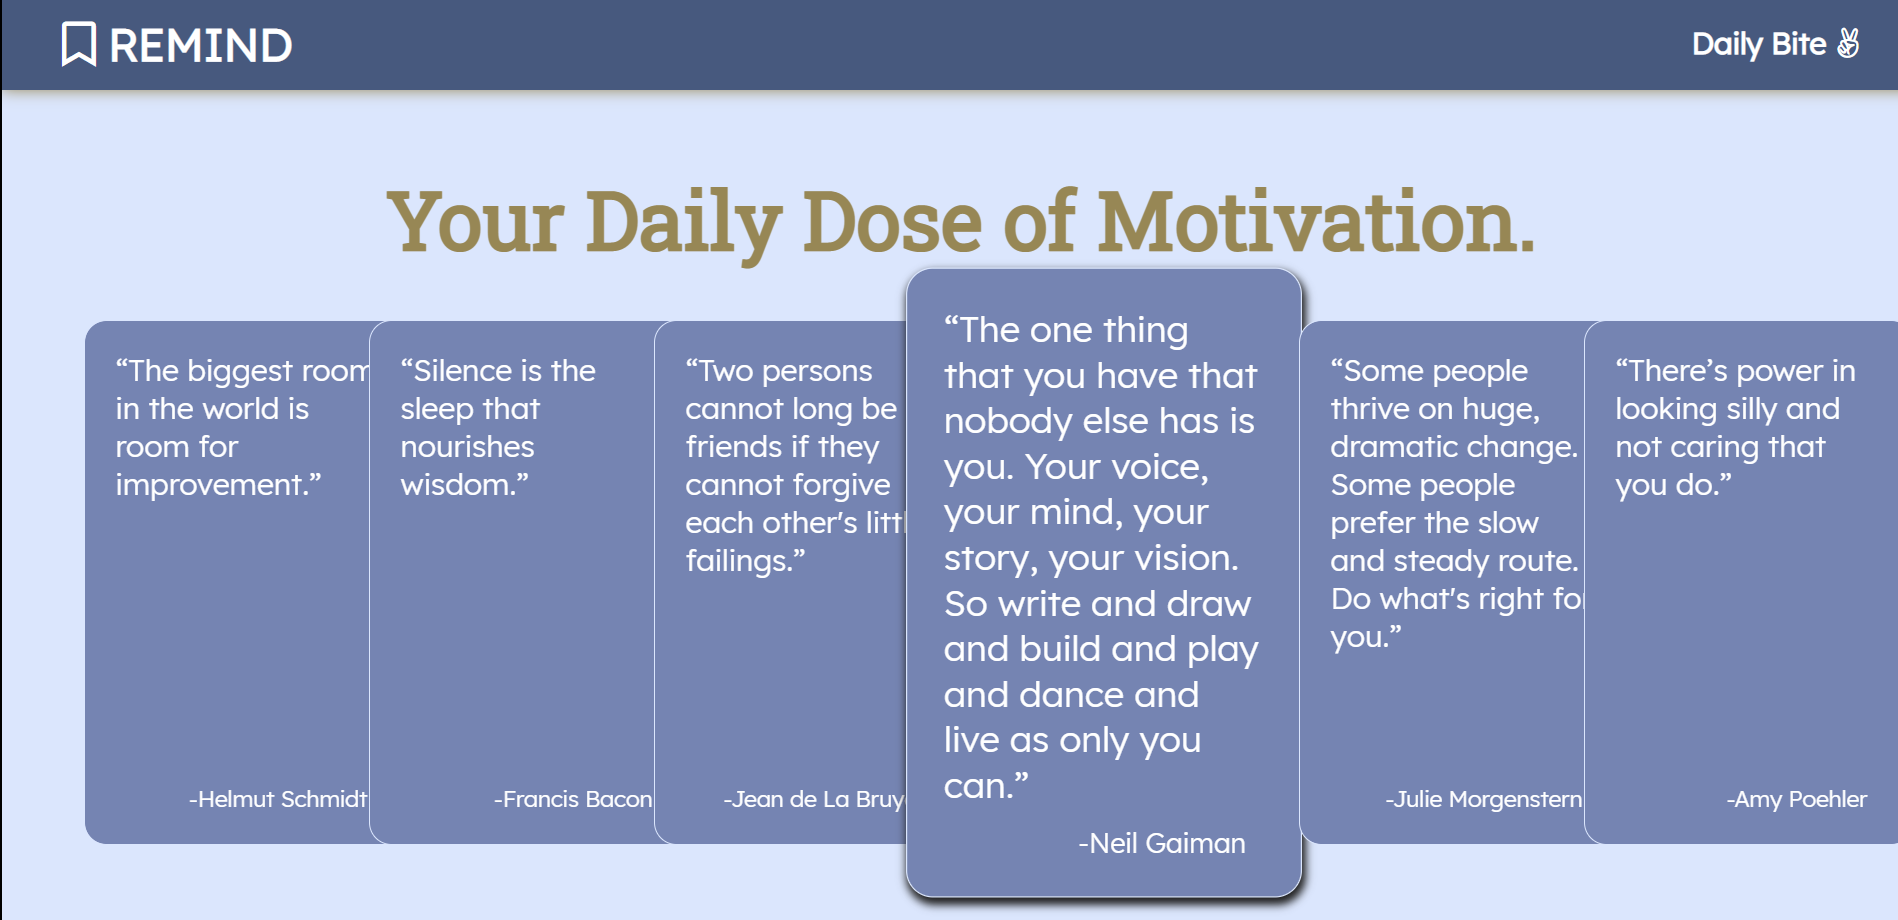 REMIND
Daily Bite
Your Daily Dose of Motivation.
“The biggest room
in the world is
room for
improvement.”
-Helmut Schmidt
“Silence is the
sleep that
nourishes
wisdom.”
-Francis Bacon
“Two persons
cannot long be
friends if they
cannot forgive
each other's littl
failings.”
-Jean de La Bruy
“The one thing
that you have that
nobody else has is
you. Your voice,
your mind, your
story, your vision.
So write and draw
and build and play
and dance and
live as only you
can.”
-Neil Gaiman
“Some people
thrive on huge,
dramatic change.
Some people
prefer the slow
and steady route.
Do what's right for
you.”
-Julie Morgenstern
“There’s power in
looking silly and
not caring that
you do.”
-Amy Poehler